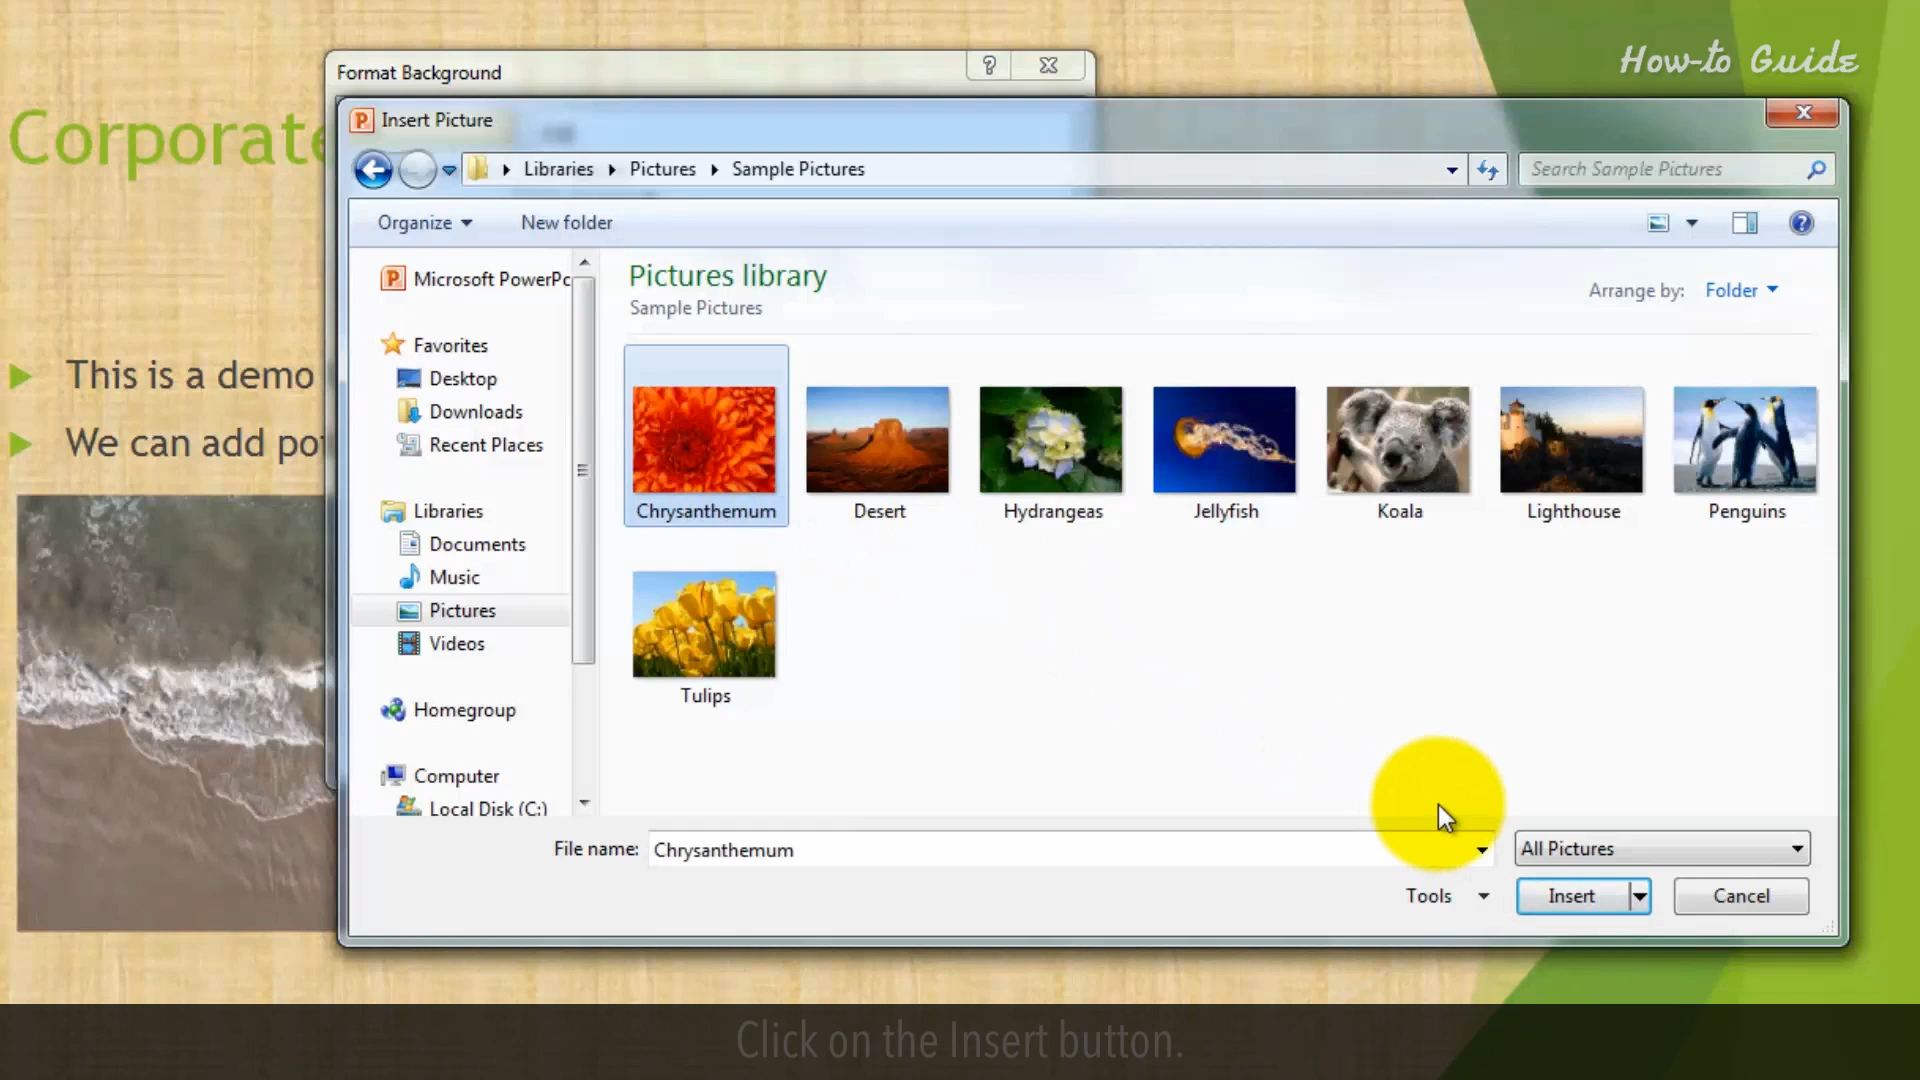 How-to Guide
Format Background
Corporate
Insert Picture
Libraries Pictures Sample Pictures
Search Sample Pictures
Organize
New folder
Microsoft PowerPo
Pictures library
Sample Pictures
Arrange by: Folder
Favorites
Desktop
Downloads
Recent Places
Libraries
Documents
Music
Pictures
Videos
Homegroup
Computer
Local Disk (C:)
Chrysanthemum
Desert
Hydrangeas
Jellyfish
Koala
Lighthouse
Penguins
Tulips
This is a demo
We can add
File name: Chrysanthemum
All Pictures
Tools
Insert
Cancel
Click on the Insert button.